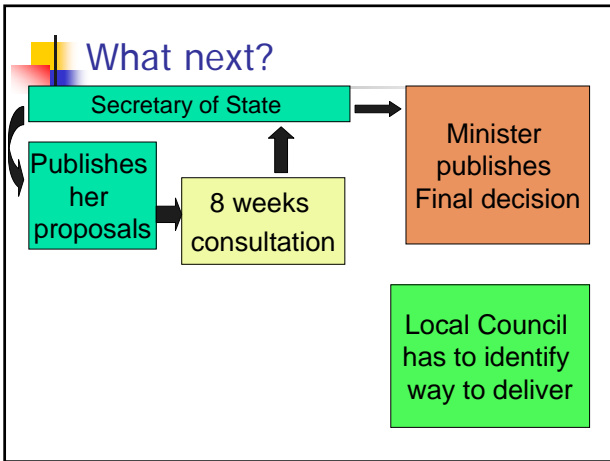 What next?
Secretary of State
Publishes
her
proposals
8 weeks
consultation
Minister
publishes
Final decision
Local Council
has to identify
way to deliver